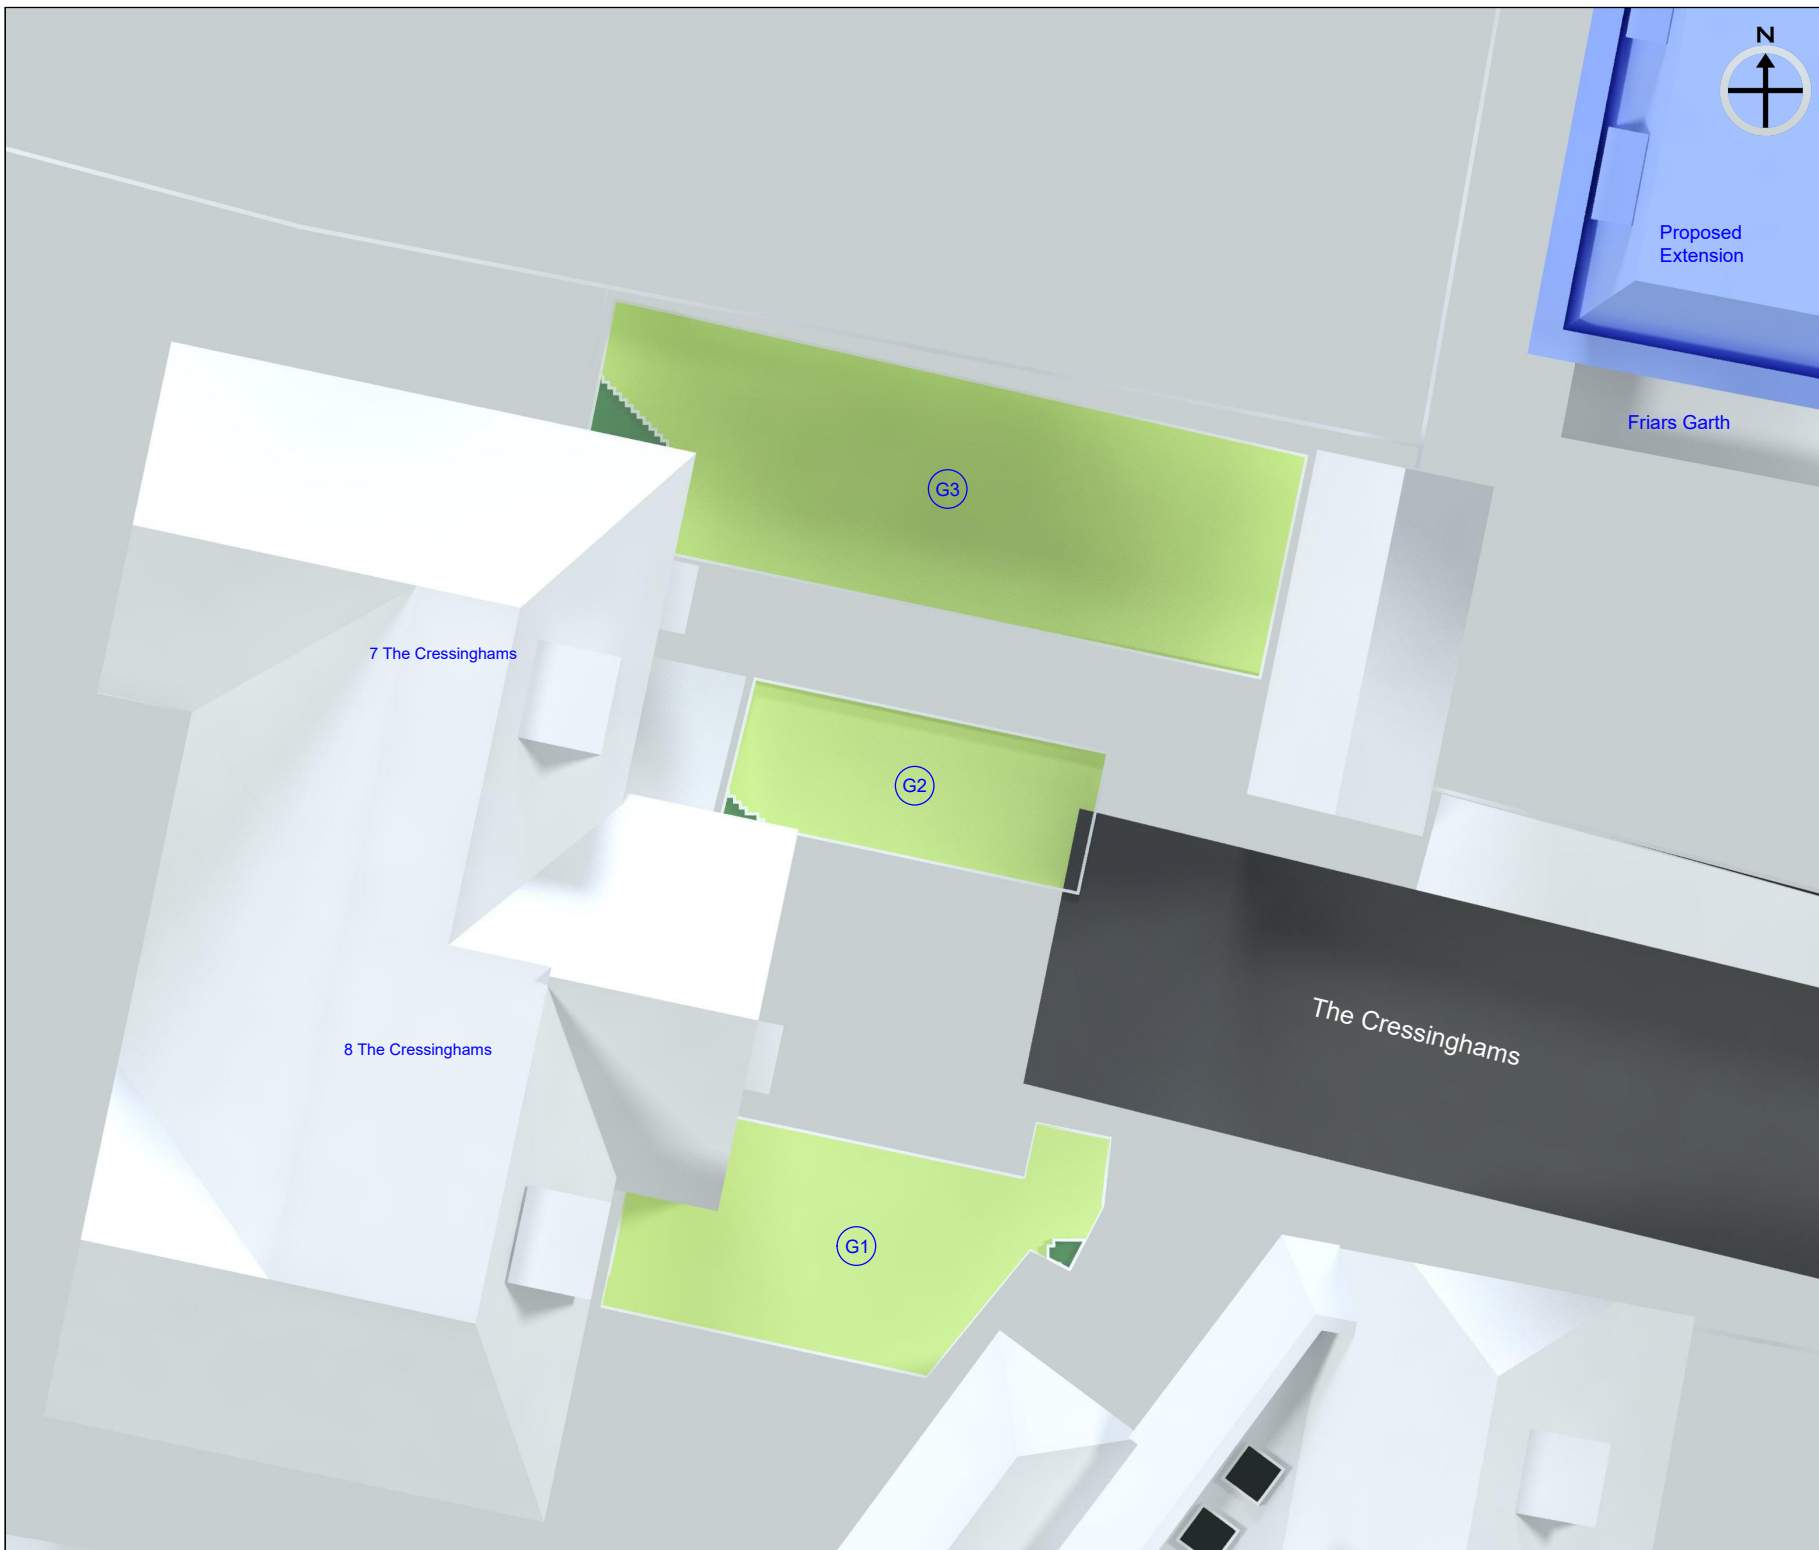 N
Proposed
Extension
Friars Garth
G3
7 The Cressinghams
G2
The Cressinghams
8 The Cressinghams
G1